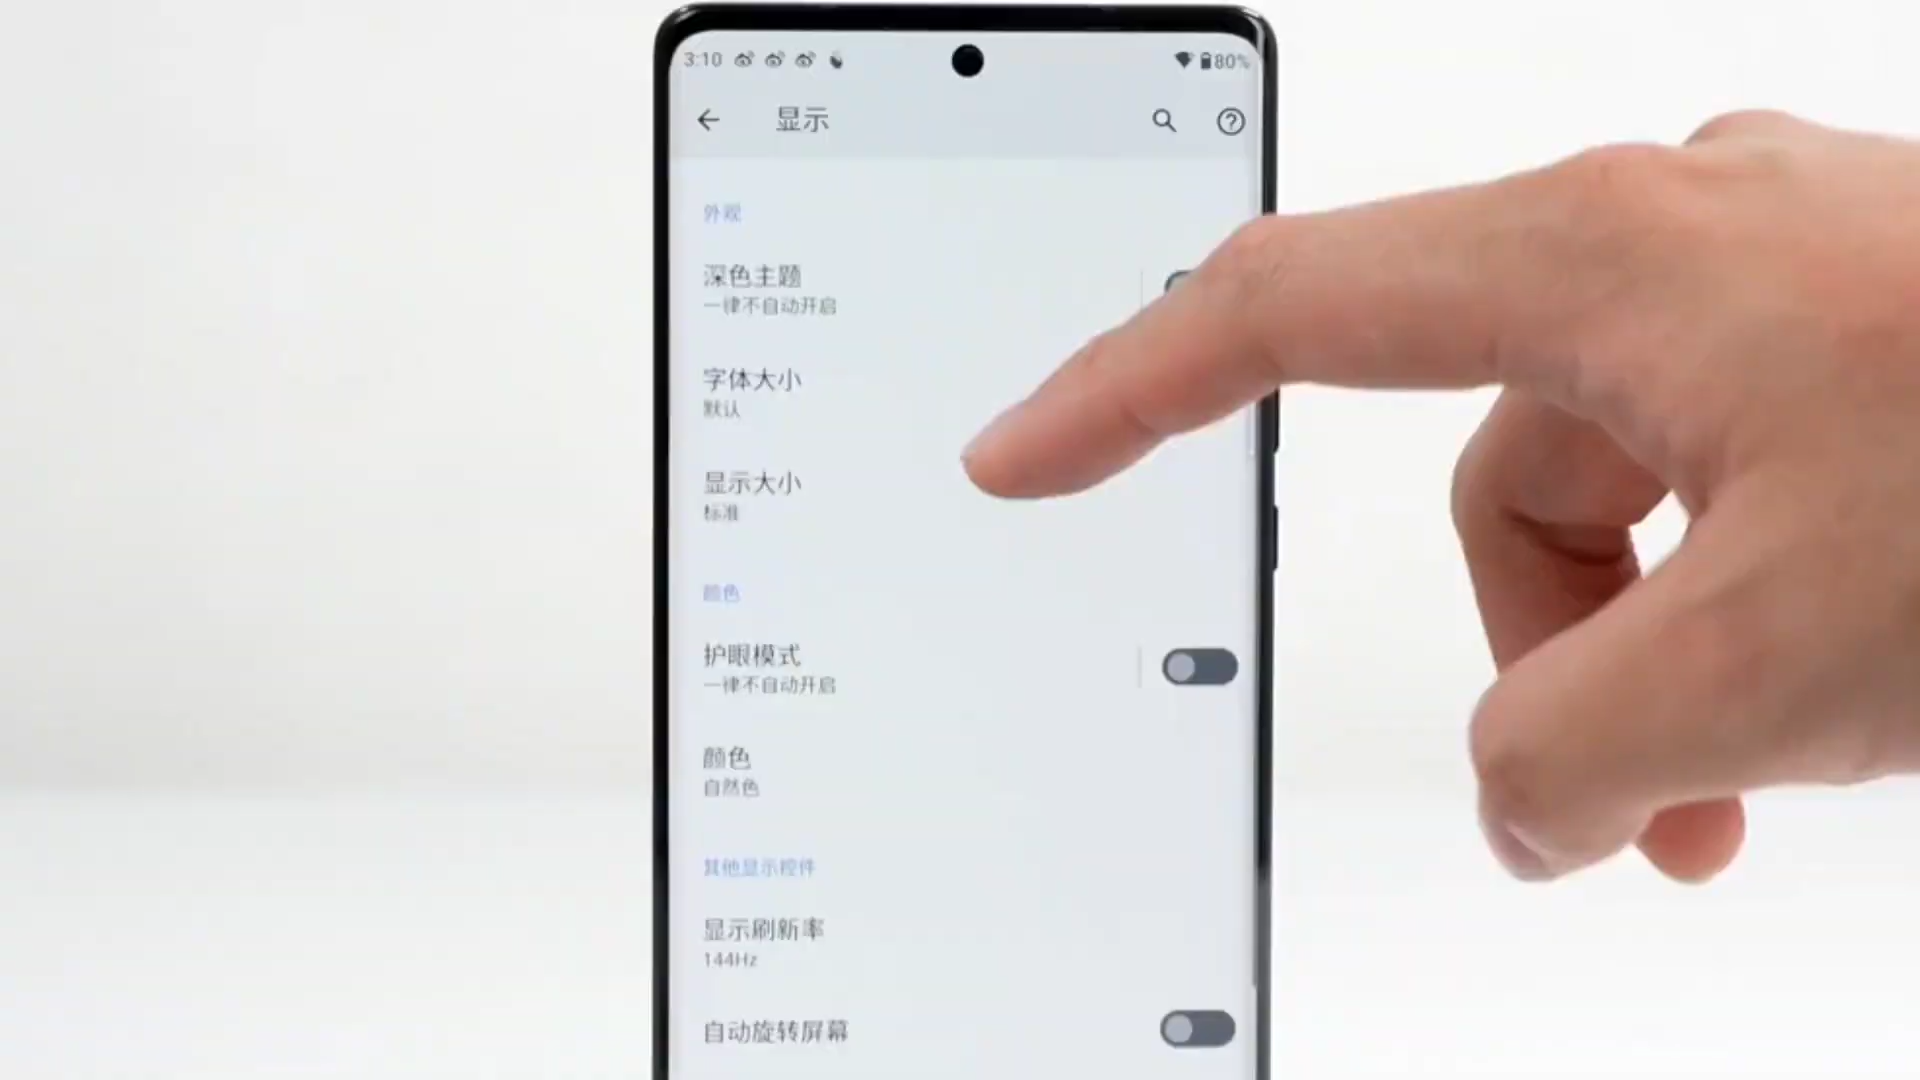 3:10
80%
显示
外观
深色主题
一律不自动开启
字体大小
默认
显示大小
标准
颜色
护眼模式
一律不自动开启
颜色
自然色
其他显示控件
显示刷新率
144Hz
自动旋转屏幕